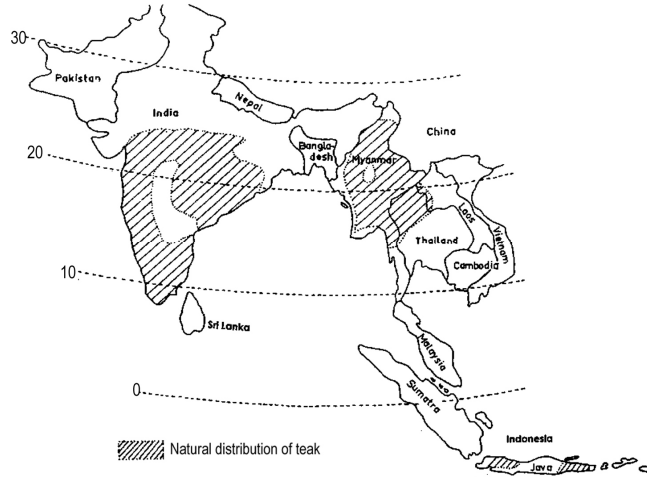 30
Pakistan
Nepal
India
China
Bangla-
desh
Myanmar
20
Laos
Vietnam
Thailand
Cambodia
10
Sri Lanka
Malaysia
0
Sumatra
Indonesia
Natural distribution of teak
Java